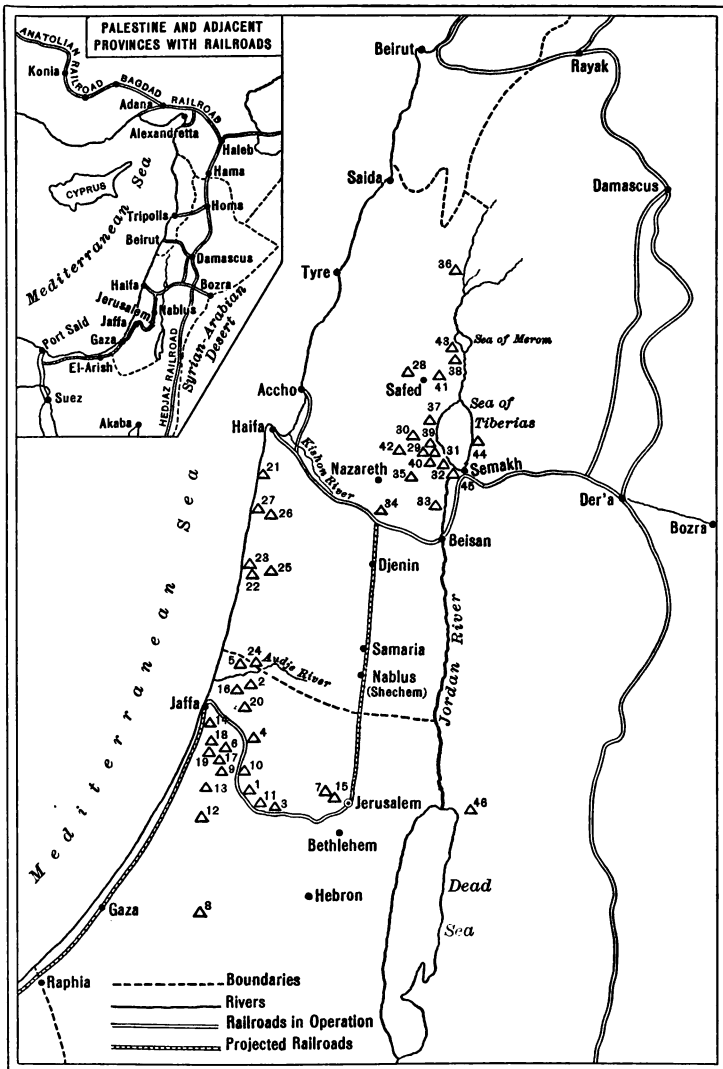 PALESTINE AND ADJACENT
PROVINCES WITH RAILROADS
ANATOLIAN
RAILROAD
Konia
BAGDAD
RAILROAD
Adana
Alexandretta
Haleb
CYPRUS
Hama
Homa
Tripolis
Beirut
Damascus
Mediterranean Sea
Haifa
Bozra
Jerusalem
Nablus
Jaffa
Gaza
Port Said
El-Arish
Suez
Akaba
HEDJAZ RAILROAD
Syrian-Arabian
Desert
Beirut
Rayak
Saida
Damascus
Tyre
36
43
Sea of Merom
38
28
41
Safed
Accho
37
Sea of
Tiberias
Haifa
Kishon River
30
39
42
29
31
44
40
32
Semakh
45
21
Nazareth
35
27
26
34
33
Der'a
Bozra
Beisan
23
22
25
Djenin
Samaria
Nablus
(Shechem)
Jordan River
5
24
Audje River
16
2
20
Jaffa
14
18
6
4
19
17
9
10
13
1
11
3
7
15
Jerusalem
12
46
Bethlehem
Hebron
8
Dead
Sea
Gaza
Raphia
Mediterranean Sea
Boundaries
Rivers
Railroads in Operation
Projected Railroads